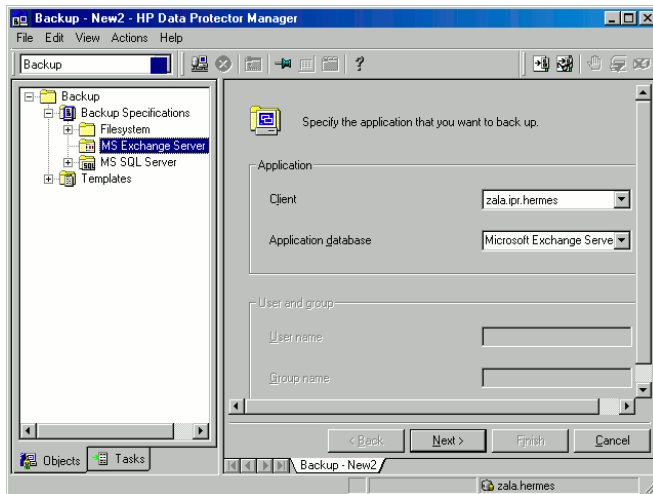 Backup - New2 - HP Data Protector Manager
File Edit View Actions Help
Backup
Backup
Backup Specifications
Filesystem
MS Exchange Server
MS SQL Server
Templates
Objects
Tasks
Specify the application that you want to back up.
Application
Client
zala.ipr.hermes
Application database
Microsoft Exchange Serve
User and group
User name
Group name
< Back
Next >
Finish
Cancel
Backup - New2
zala.hermes